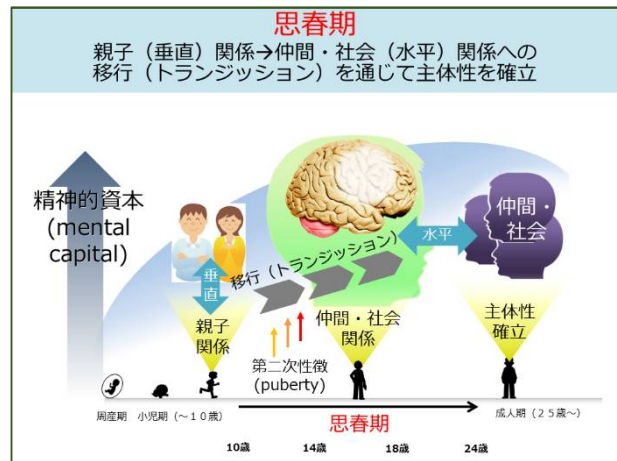 思春期
親子（垂直）関係→仲間・社会（水平）関係への
移行（トランジッション）を通じて主体性を確立
精神的資本
(mental
capital)
垂直
移行（トランジッション）
水平
仲間・
社会
親子
関係
第二次性徴
(puberty)
仲間・社会
関係
主体性
確立
周産期
小児期（～１０歳）
思春期
成人期（２５歳～）
10歳
14歳
18歳
24歳